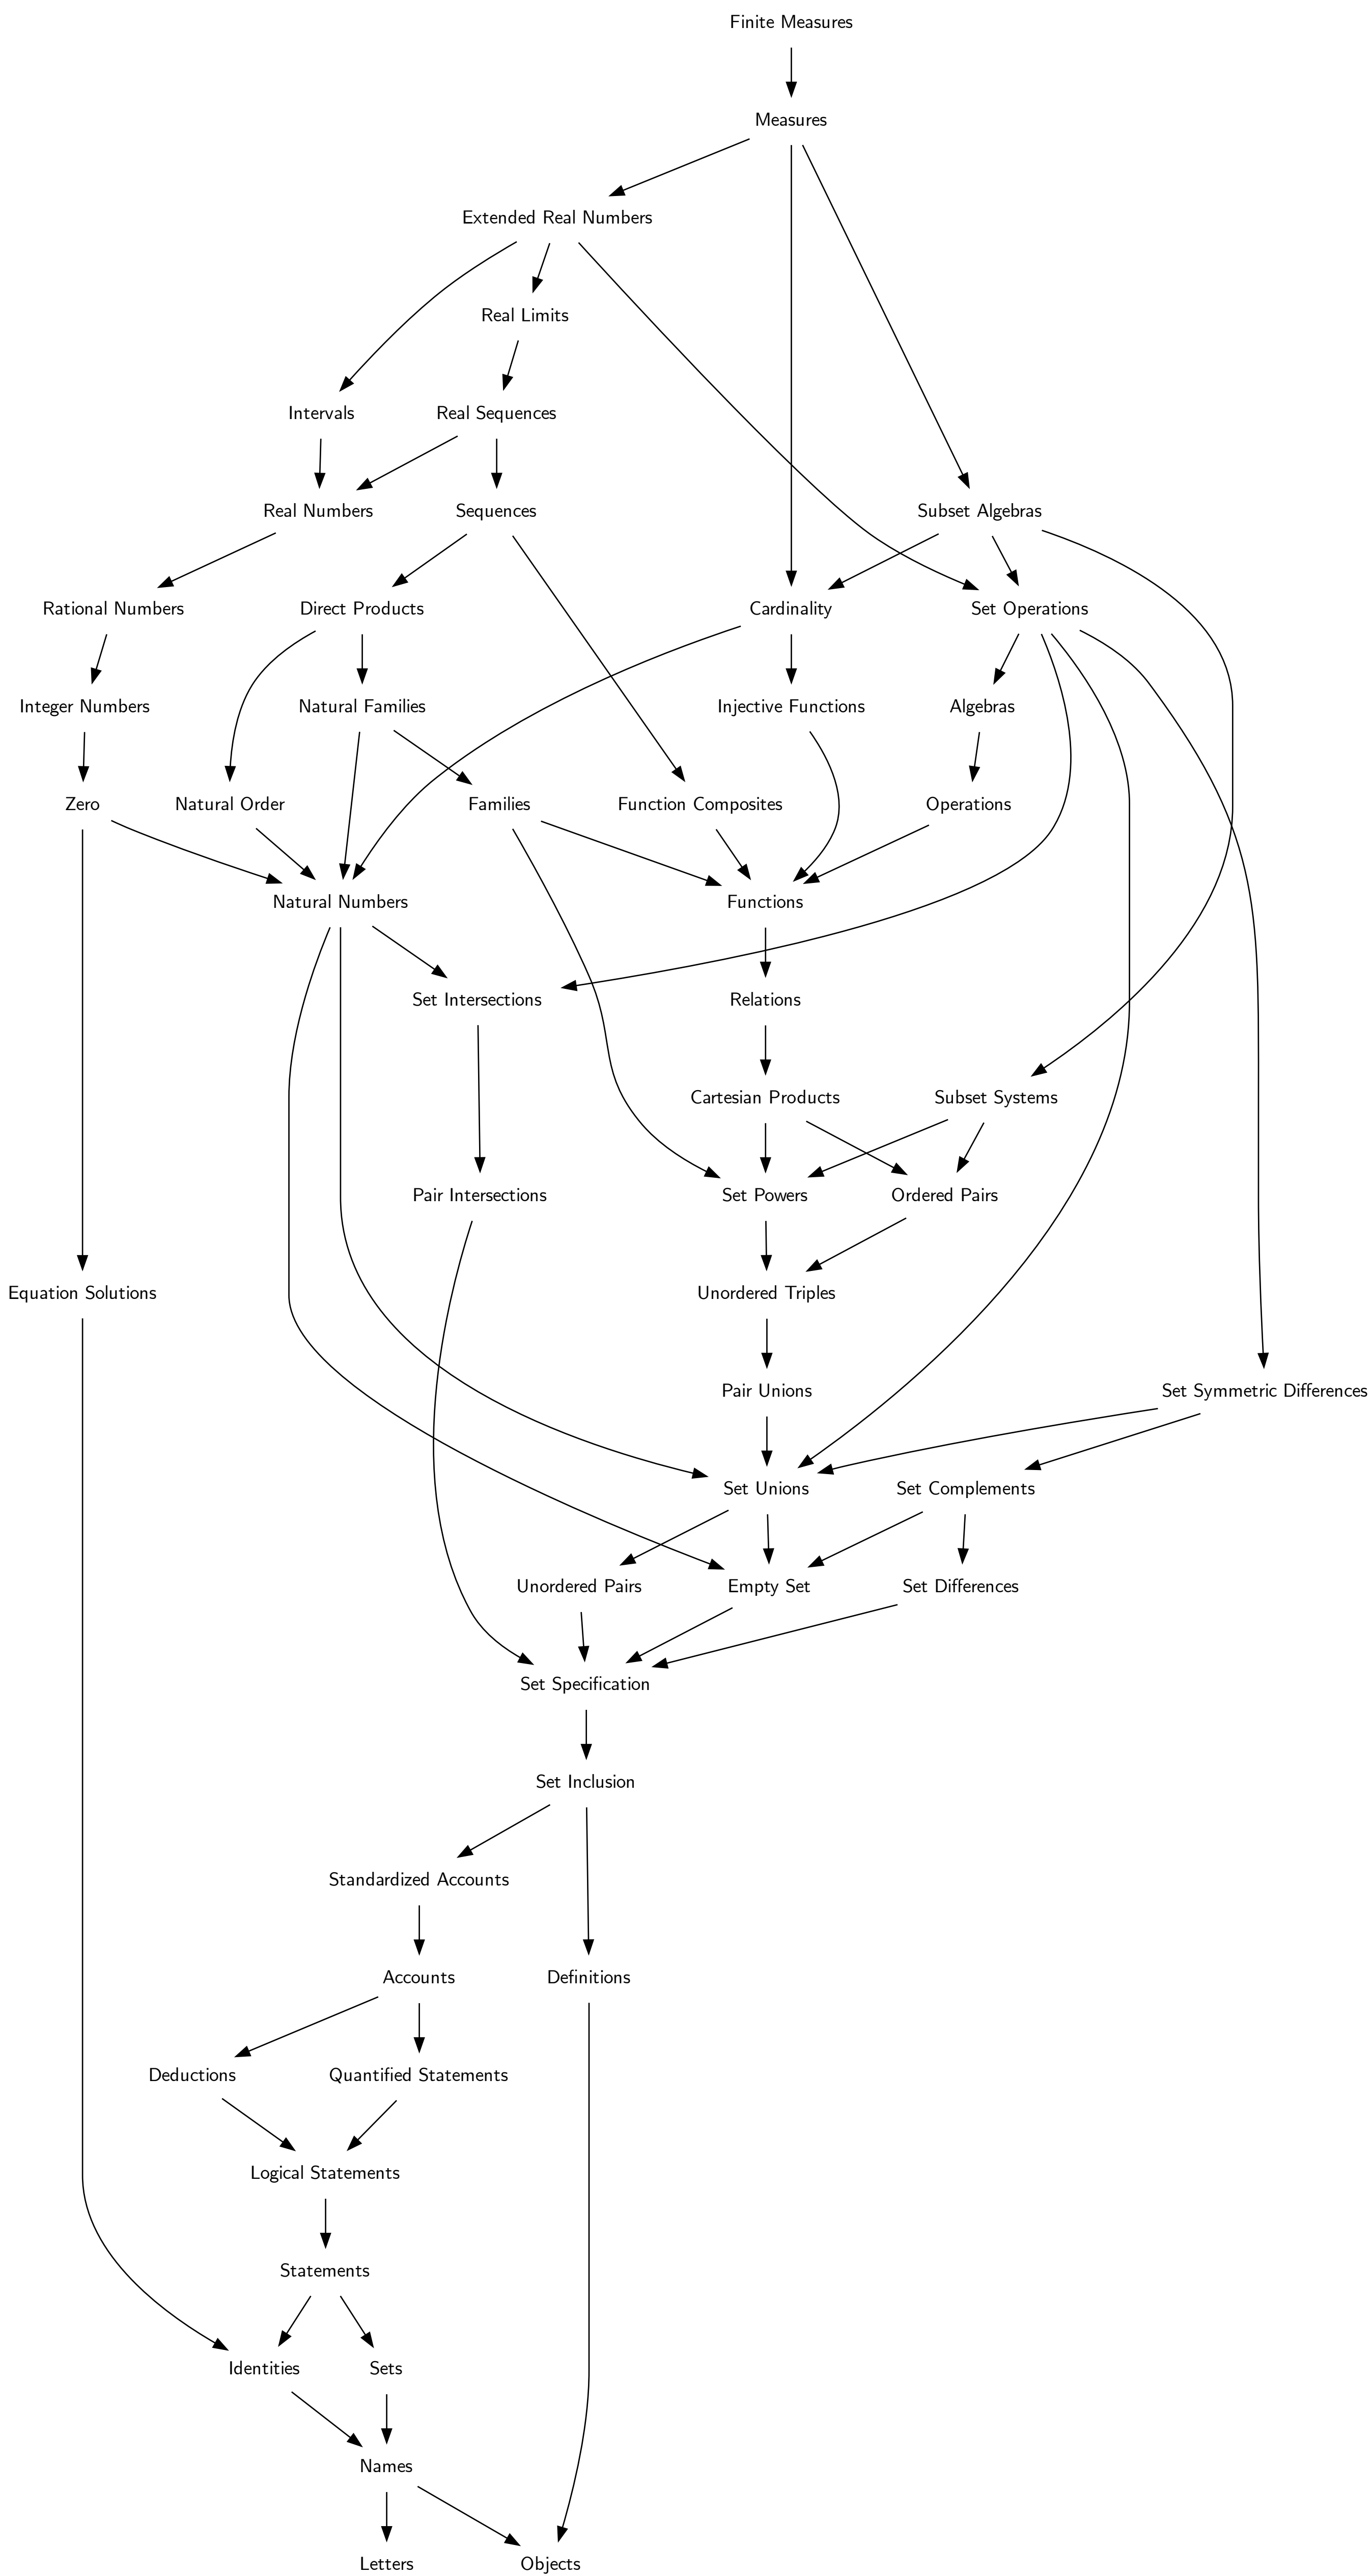 Finite Measures
Measures
Extended Real Numbers
Real Limits
Intervals
Real Sequences
Real Numbers
Sequences
Subset Algebras
Rational Numbers
Direct Products
Cardinality
Set Operations
Integer Numbers
Natural Families
Injective Functions
Algebras
Zero
Natural Order
Families
Function Composites
Operations
Natural Numbers
Functions
Set Intersections
Relations
Cartesian Products
Subset Systems
Pair Intersections
Set Powers
Ordered Pairs
Equation Solutions
Unordered Triples
Pair Unions
Set Symmetric Differences
Set Unions
Set Complements
Unordered Pairs
Empty Set
Set Differences
Set Specification
Set Inclusion
Standardized Accounts
Accounts
Definitions
Deductions
Quantified Statements
Logical Statements
Statements
Identities
Sets
Names
Letters
Objects